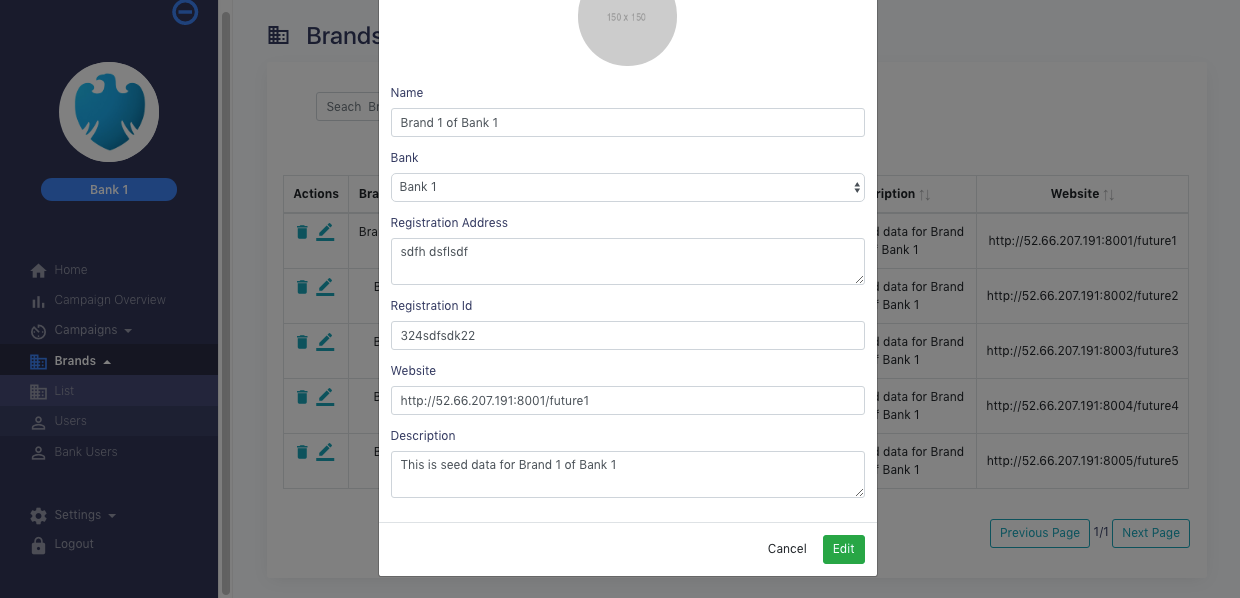 Bank 1
Home
Campaign Overview
Campaigns
Brands
List
Users
Bank Users
Settings
Logout
Brands
Seach Br
Actions Bra ription Website
Bra d data for Brand
f Bank 1
http://52.66.207.191:8001/future1
B d data for Brand
f Bank 1
http://52.66.207.191:8002/future2
B d data for Brand
f Bank 1
http://52.66.207.191:8003/future3
B d data for Brand
f Bank 1
http://52.66.207.191:8004/future4
B d data for Brand
f Bank 1
http://52.66.207.191:8005/future5
Previous Page 1/1 Next Page
150 x 150
Name
Brand 1 of Bank 1
Bank
Bank 1
Registration Address
sdfh dsflsdf
Registration Id
324sdfsdk22
Website
http://52.66.207.191:8001/future1
Description
This is seed data for Brand 1 of Bank 1
Cancel Edit